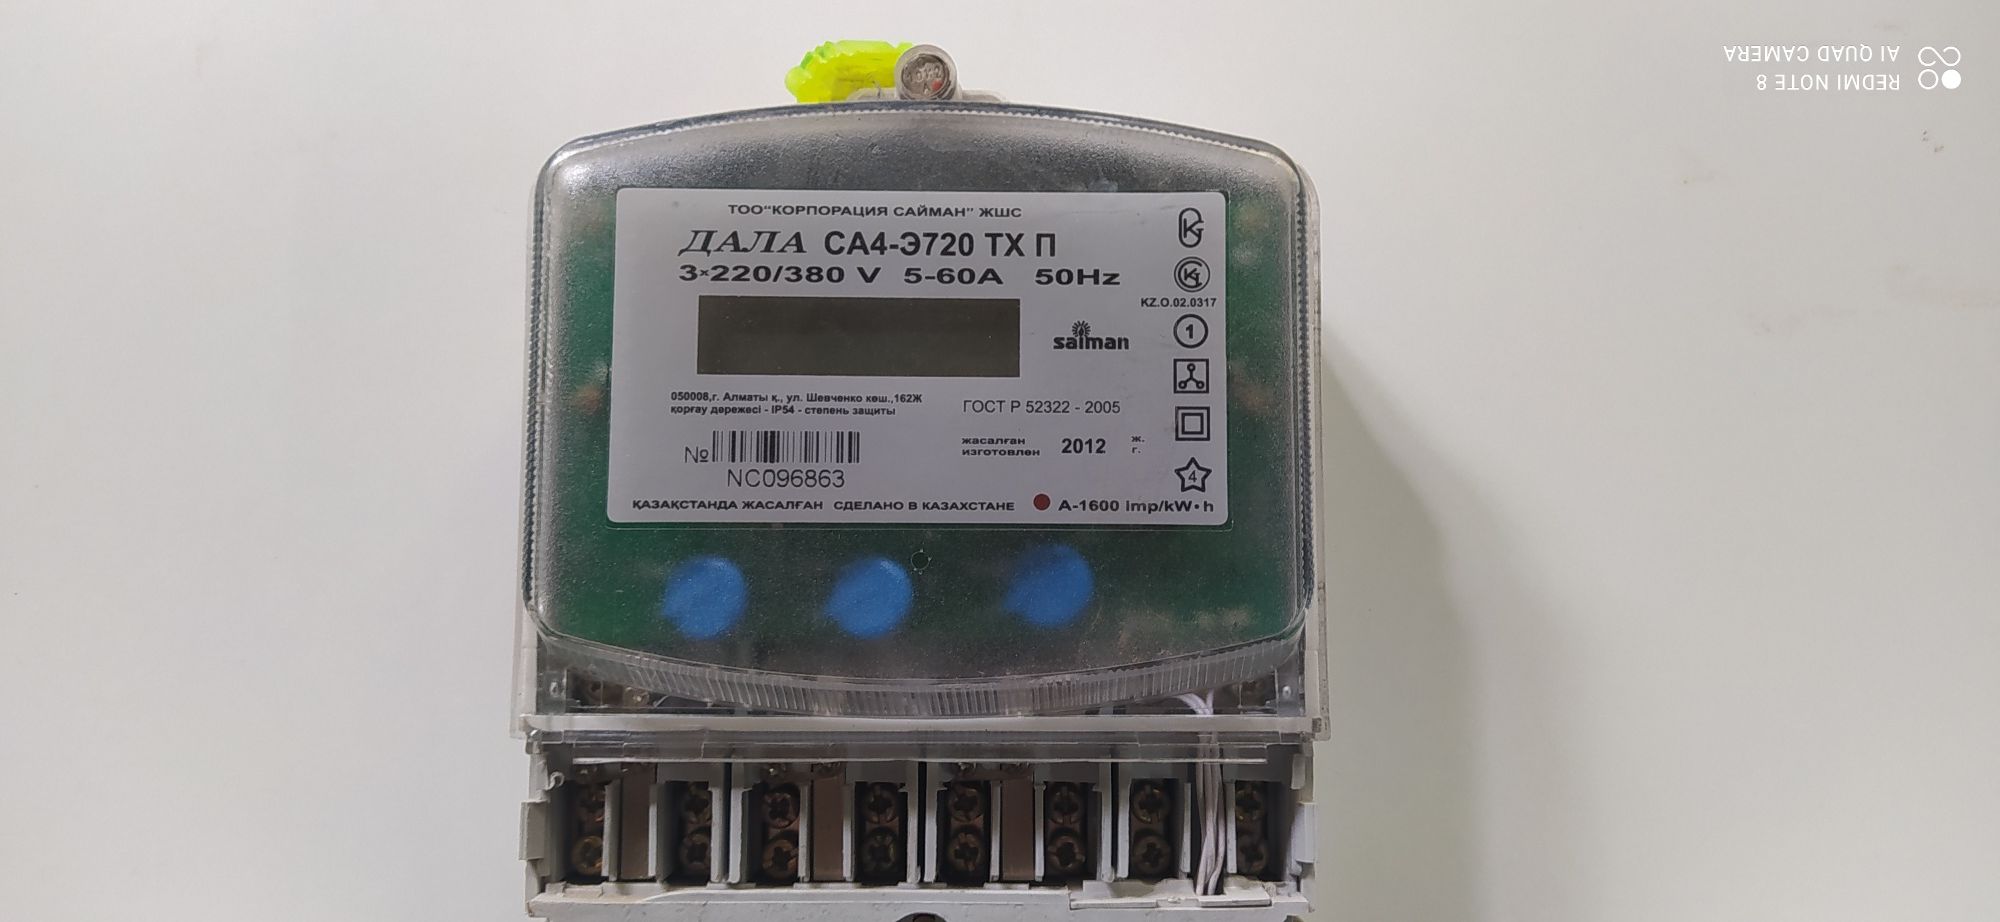 REDMI NOTE 8
AI QUAD CAMERA
ТОО"КОРПОРАЦИЯ САЙМАН" ЖШС
ДАЛА СА4-Э720 ТХ П
3×220/380 V 5-60A 50Hz
KZ.O.02.0317
saiman
1
050008,г. Алматы қ., ул. Шевченко көш.,162Ж
қорғау дәрежесі - IP54 - степень защиты
ГОСТ Р 52322 - 2005
жасалған
изготовлен
2012
ж.
г.
№
NC096863
4
ҚАЗАҚСТАНДА ЖАСАЛҒАН СДЕЛАНО В КАЗАХСТАНЕ
A-1600 imp/kW•h